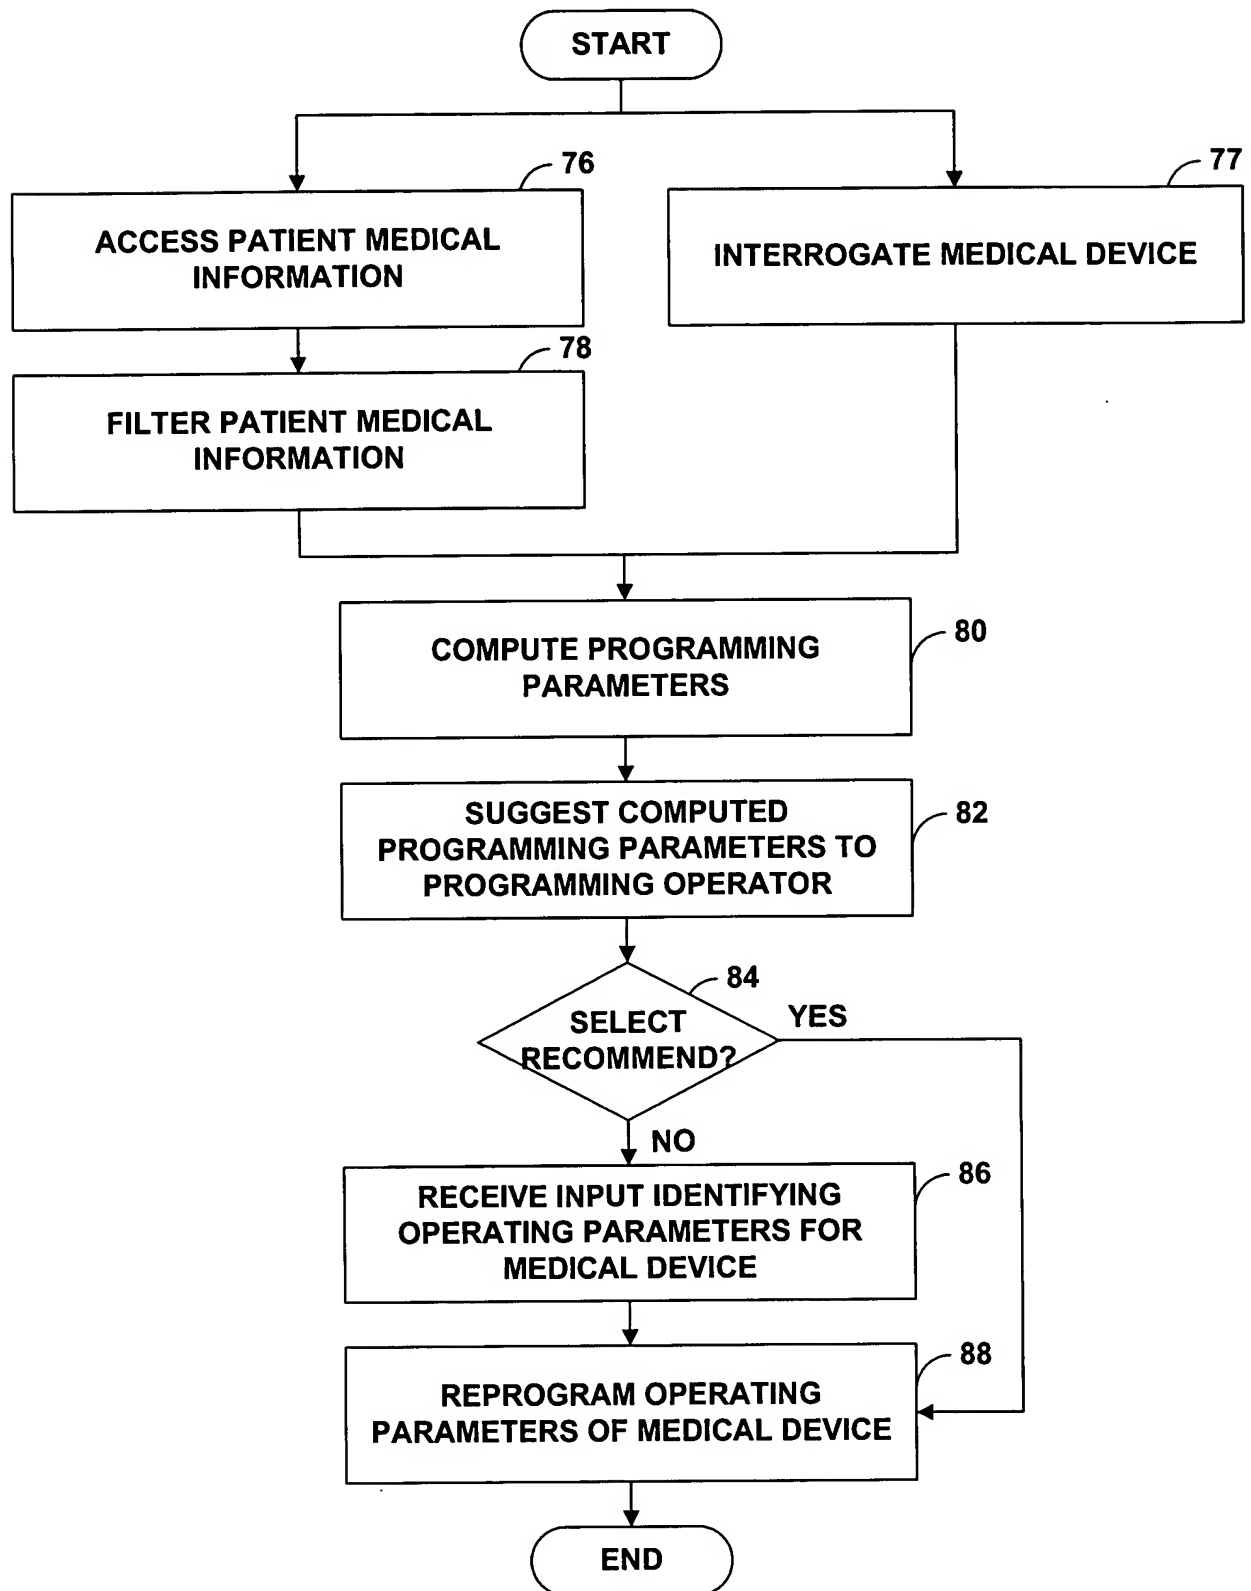 START
76
ACCESS PATIENT MEDICAL
INFORMATION
77
INTERROGATE MEDICAL DEVICE
78
FILTER PATIENT MEDICAL
INFORMATION
80
COMPUTE PROGRAMMING
PARAMETERS
82
SUGGEST COMPUTED
PROGRAMMING PARAMETERS TO
PROGRAMMING OPERATOR
84
SELECT
RECOMMEND?
YES
NO
86
RECEIVE INPUT IDENTIFYING
OPERATING PARAMETERS FOR
MEDICAL DEVICE
88
REPROGRAM OPERATING
PARAMETERS OF MEDICAL DEVICE
END